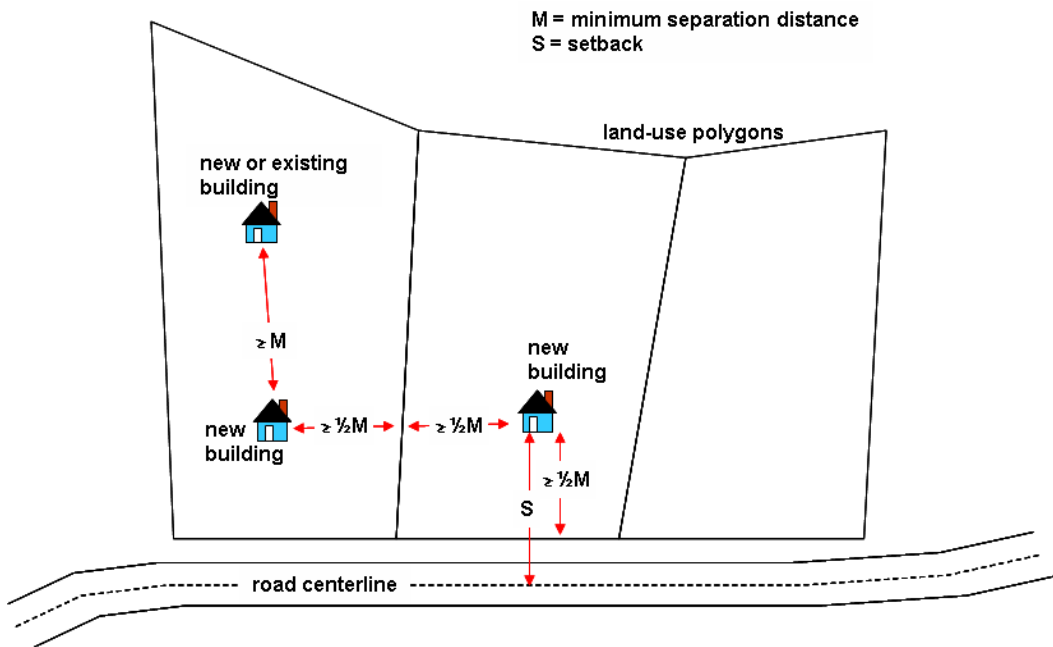 M = minimum separation distance
S = setback
land-use polygons
new or existing
building
≥ M
new
building
new
building
≥ ½M
≥ ½M
≥ ½M
S
road centerline